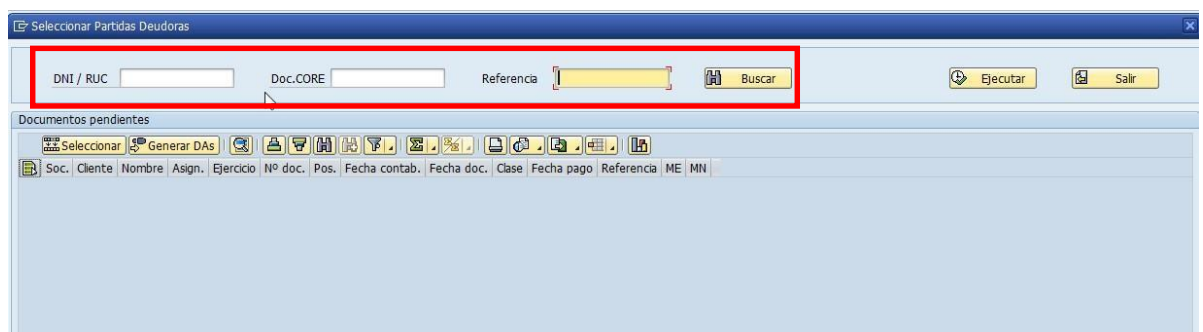 Seleccionar Partidas Deudoras
DNI / RUC Doc.CORE Referencia Buscar Ejecutar Salir
Documentos pendientes
Seleccionar Generar DAs
Soc. Cliente Nombre Asign. Ejercicio Nº doc. Pos. Fecha contab. Fecha doc. Clase Fecha pago Referencia ME MN